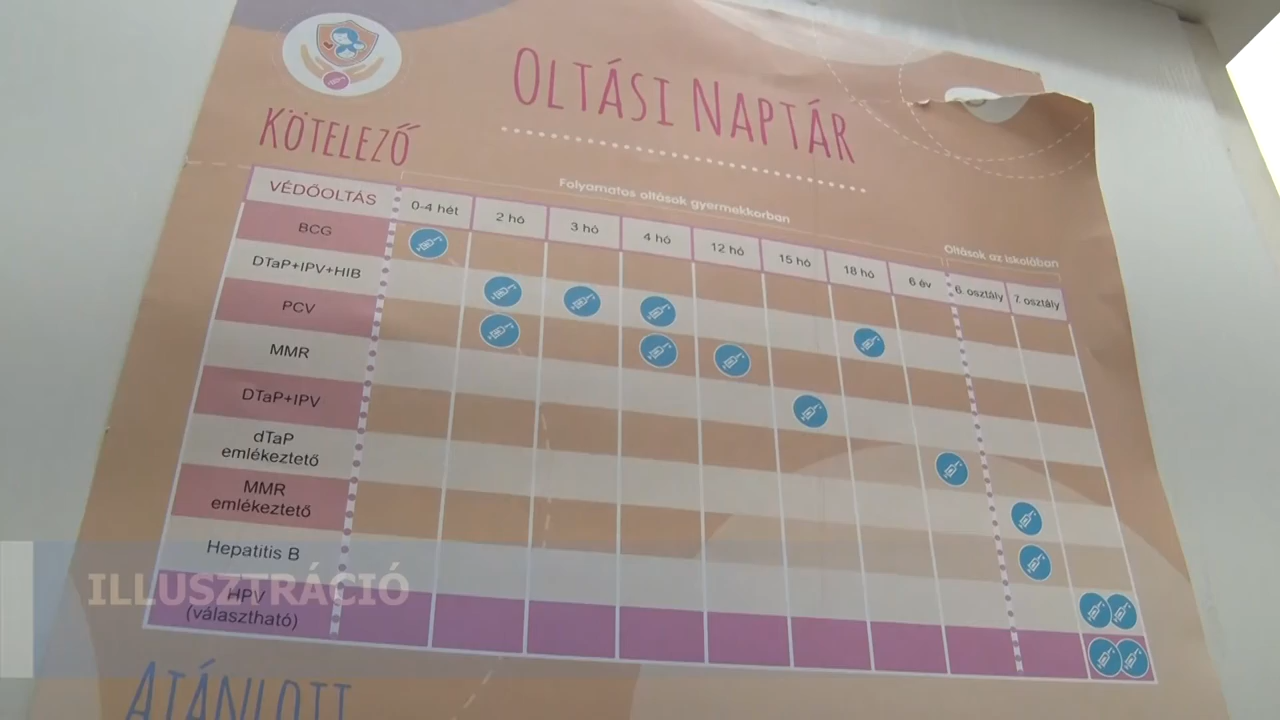 OLTÁSI NAPTÁR
KÖTELEZŐ
Folyamatos oltások gyermekkorban
Oltások az iskolában
VÉDŐOLTÁS
0-4 hét
2 hó
3 hó
4 hó
12 hó
15 hó
18 hó
6 év
6. osztály
7. osztály
BCG
DTaP+IPV+HIB
PCV
MMR
DTaP+IPV
dTaP
emlékeztető
MMR
emlékeztető
Hepatitis B
HPV
(választható)
ILLUSZTRÁCIÓ
AJÁNLOTT